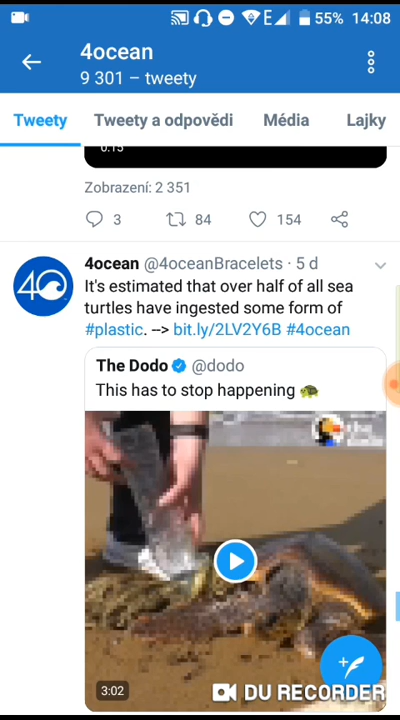 55% 14:08
4ocean
9 301 – tweety
Tweety
Tweety a odpovědi
Média
Lajky
0:15
Zobrazení: 2 351
3
84
154
4ocean @4oceanBracelets · 5 d
It's estimated that over half of all sea
turtles have ingested some form of
#plastic. --> bit.ly/2LV2Y6B #4ocean
The Dodo @dodo
This has to stop happening
3:02
DU RECORDER